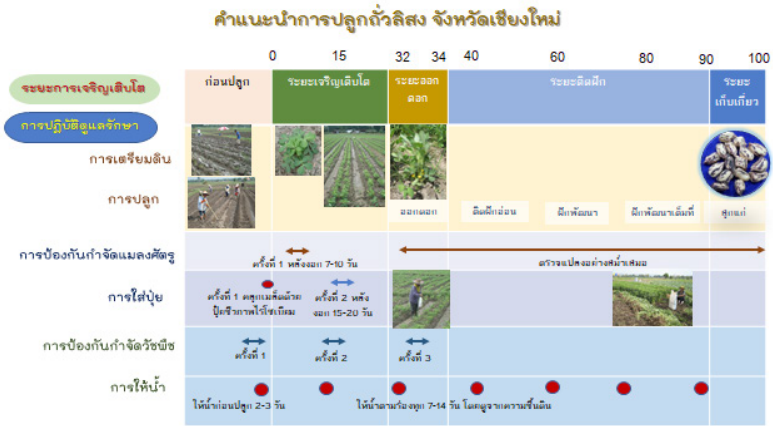 คำแนะนำการปลูกถั่วลิสง จังหวัดเชียงใหม่
0 15 32 34 40 60 80 90 100
ระยะการเจริญเติบโต
ก่อนปลูก
ระยะเจริญเติบโต
ระยะออก
ดอก
ระยะติดฝัก
ระยะ
เก็บเกี่ยว
การปฏิบัติดูแลรักษา
การเตรียมดิน
การปลูก
ออกดอก
ติดฝักอ่อน
ฝักพัฒนา
ฝักพัฒนาเต็มที่
สุกแก่
การป้องกันกำจัดแมลงศัตรู
ครั้งที่ 1 หลังงอก 7-10 วัน
ตรวจแปลงอย่างสม่ำเสมอ
การใส่ปุ๋ย
ครั้งที่ 1 คลุกเมล็ดด้วย
ปุ๋ยชีวภาพไรโซเบียม
ครั้งที่ 2 หลัง
งอก 15-20 วัน
การป้องกันกำจัดวัชพืช
ครั้งที่ 1
ครั้งที่ 2
ครั้งที่ 3
การให้น้ำ
ให้น้ำก่อนปลูก 2-3 วัน
ให้น้ำตามร่องทุก 7-14 วัน โดยดูจากความชื้นดิน